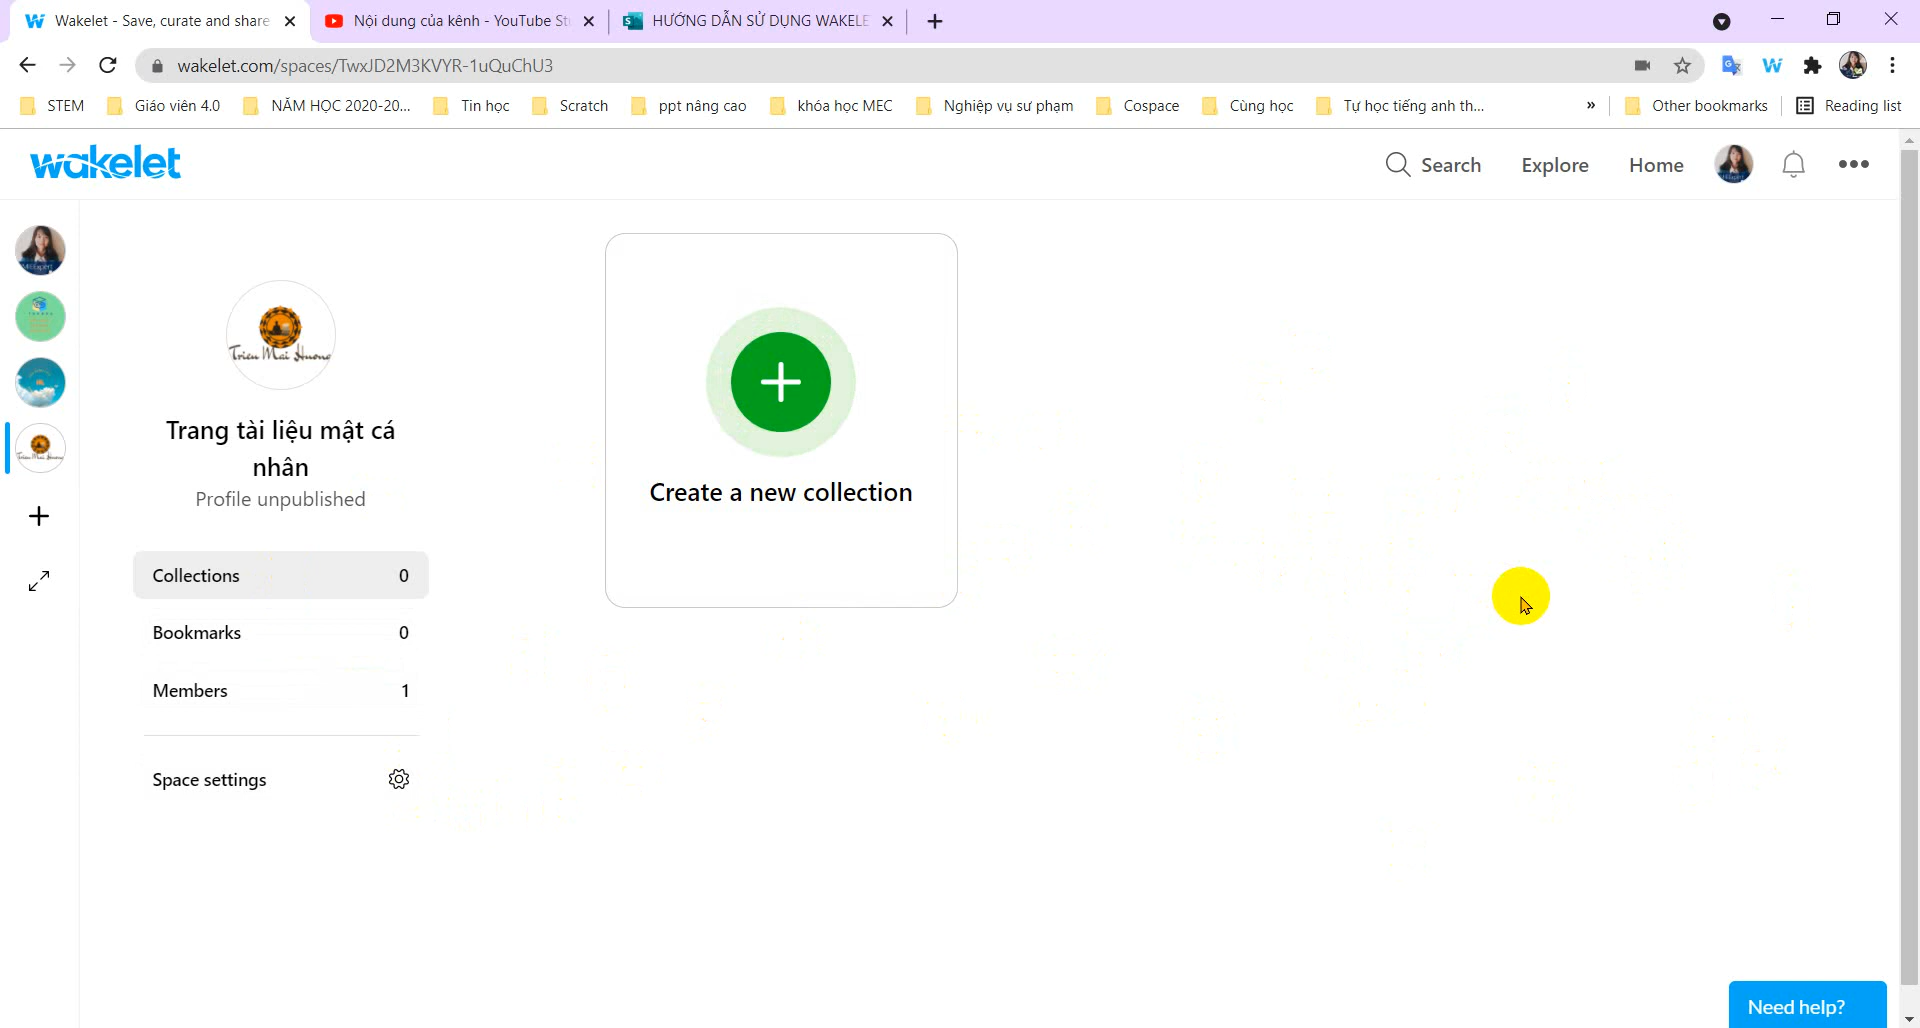 Wakelet - Save, curate and share
Nội dung của kênh - YouTube St
HƯỚNG DẪN SỬ DỤNG WAKELE
wakelet.com/spaces/TwxJD2M3KVYR-1uQuChU3
STEM
Giáo viên 4.0
NĂM HỌC 2020-20...
Tin học
Scratch
ppt nâng cao
khóa học MEC
Nghiệp vụ sư phạm
Cospace
Cùng học
Tự học tiếng anh th...
»
Other bookmarks
Reading list
wakelet
Search
Explore
Home
Trieu Mai Huong
Trang tài liệu mật cá
nhân
Profile unpublished
Collections 0
Bookmarks 0
Members 1
Space settings
Create a new collection
Need help?